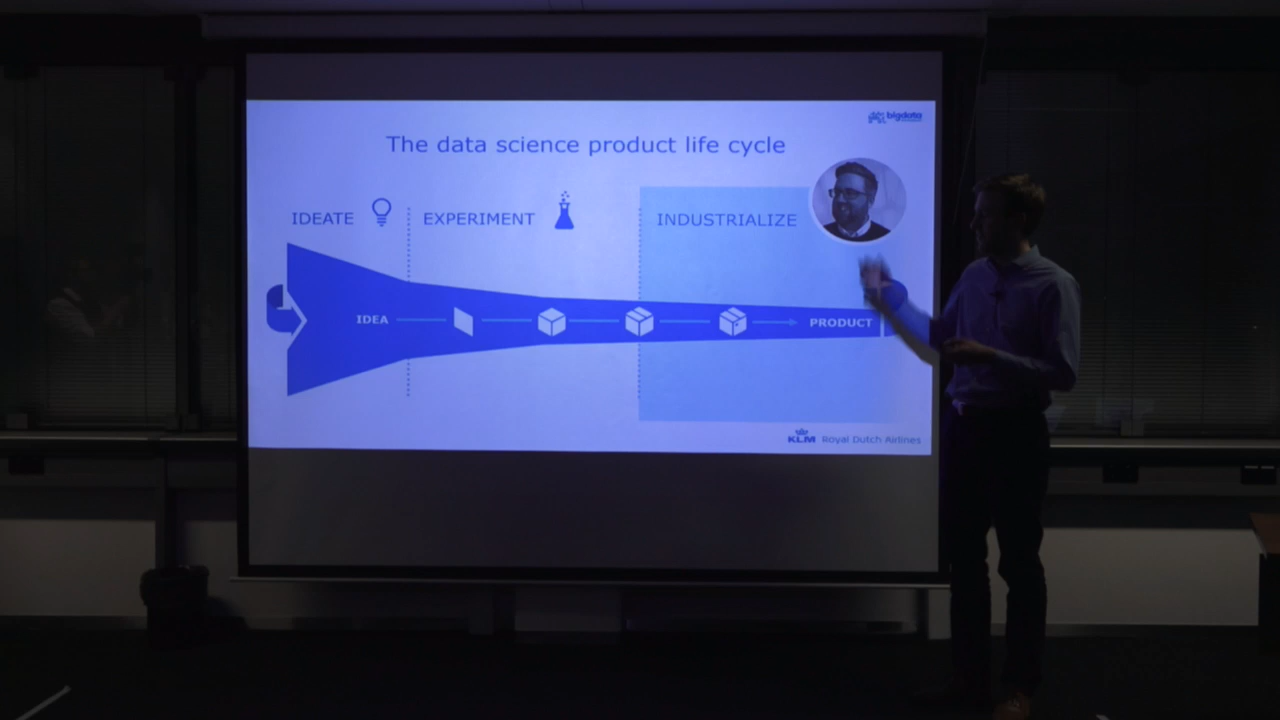 bigdata
The data science product life cycle
IDEATE
EXPERIMENT
INDUSTRIALIZE
IDEA
PRODUCT
KLM Royal Dutch Airlines